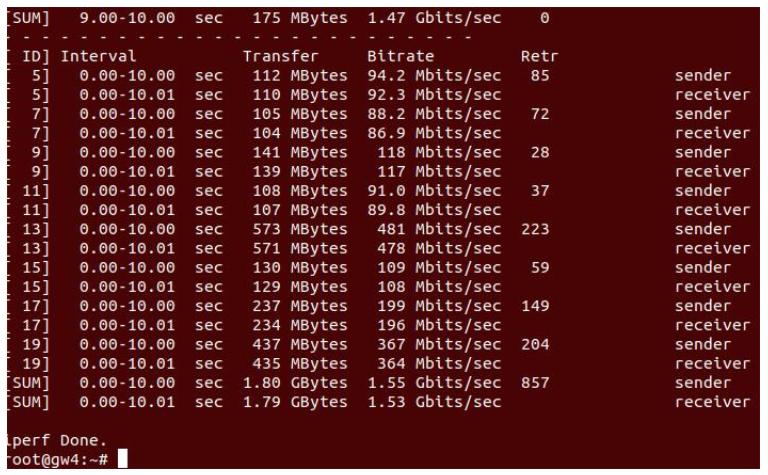 [SUM]   9.00-10.00  sec   175 MBytes  1.47 Gbits/sec    0
- - - - - - - - - - - - - - - - - - - - - - - - -
[ ID] Interval           Transfer     Bitrate         Retr
[  5]   0.00-10.00  sec   112 MBytes  94.2 Mbits/sec   85             sender
[  5]   0.00-10.01  sec   110 MBytes  92.3 Mbits/sec                  receiver
[  7]   0.00-10.00  sec   105 MBytes  88.2 Mbits/sec   72             sender
[  7]   0.00-10.01  sec   104 MBytes  86.9 Mbits/sec                  receiver
[  9]   0.00-10.00  sec   141 MBytes   118 Mbits/sec   28             sender
[  9]   0.00-10.01  sec   139 MBytes   117 Mbits/sec                  receiver
[ 11]   0.00-10.00  sec   108 MBytes  91.0 Mbits/sec   37             sender
[ 11]   0.00-10.01  sec   107 MBytes  89.8 Mbits/sec                  receiver
[ 13]   0.00-10.00  sec   573 MBytes   481 Mbits/sec  223             sender
[ 13]   0.00-10.01  sec   571 MBytes   478 Mbits/sec                  receiver
[ 15]   0.00-10.00  sec   130 MBytes   109 Mbits/sec   59             sender
[ 15]   0.00-10.01  sec   129 MBytes   108 Mbits/sec                  receiver
[ 17]   0.00-10.00  sec   237 MBytes   199 Mbits/sec  149             sender
[ 17]   0.00-10.01  sec   234 MBytes   196 Mbits/sec                  receiver
[ 19]   0.00-10.00  sec   437 MBytes   367 Mbits/sec  204             sender
[ 19]   0.00-10.01  sec   435 MBytes   364 Mbits/sec                  receiver
[SUM]   0.00-10.00  sec  1.80 GBytes  1.55 Gbits/sec  857             sender
[SUM]   0.00-10.01  sec  1.79 GBytes  1.53 Gbits/sec                  receiver
iperf Done.
root@gw4:~#